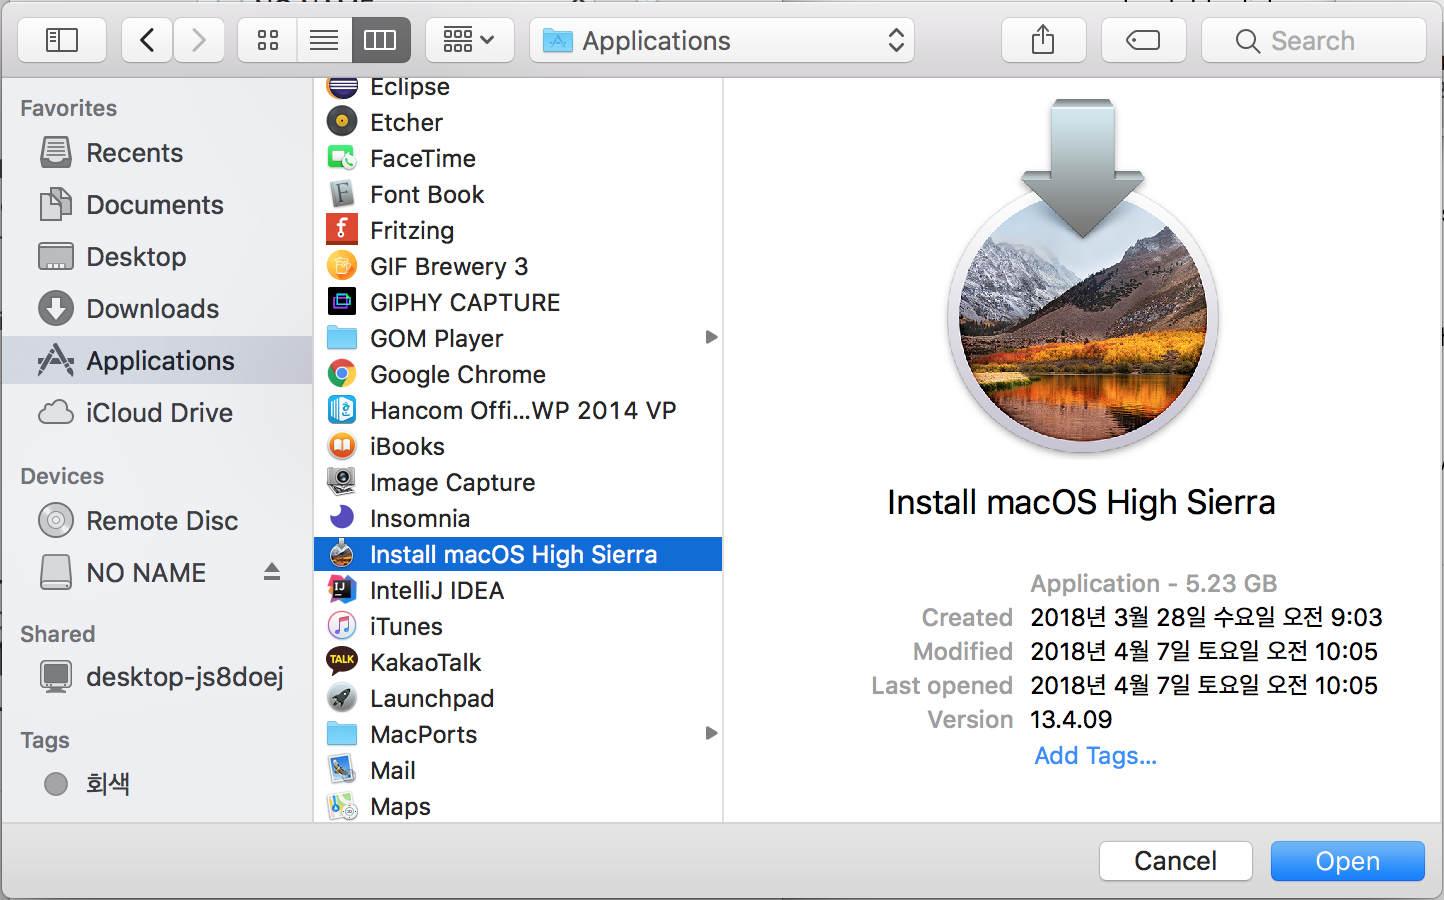 Applications
Search
Favorites
Recents
Documents
Desktop
Downloads
Applications
iCloud Drive
Devices
Remote Disc
NO NAME
Shared
desktop-js8doej
Tags
회색
Eclipse
Etcher
FaceTime
Font Book
Fritzing
GIF Brewery 3
GIPHY CAPTURE
GOM Player
Google Chrome
Hancom Offi...WP 2014 VP
iBooks
Image Capture
Insomnia
Install macOS High Sierra
IntelliJ IDEA
iTunes
KakaoTalk
Launchpad
MacPorts
Mail
Maps
Install macOS High Sierra
Application - 5.23 GB
Created 2018년 3월 28일 수요일 오전 9:03
Modified 2018년 4월 7일 토요일 오전 10:05
Last opened 2018년 4월 7일 토요일 오전 10:05
Version 13.4.09
Add Tags...
Cancel
Open